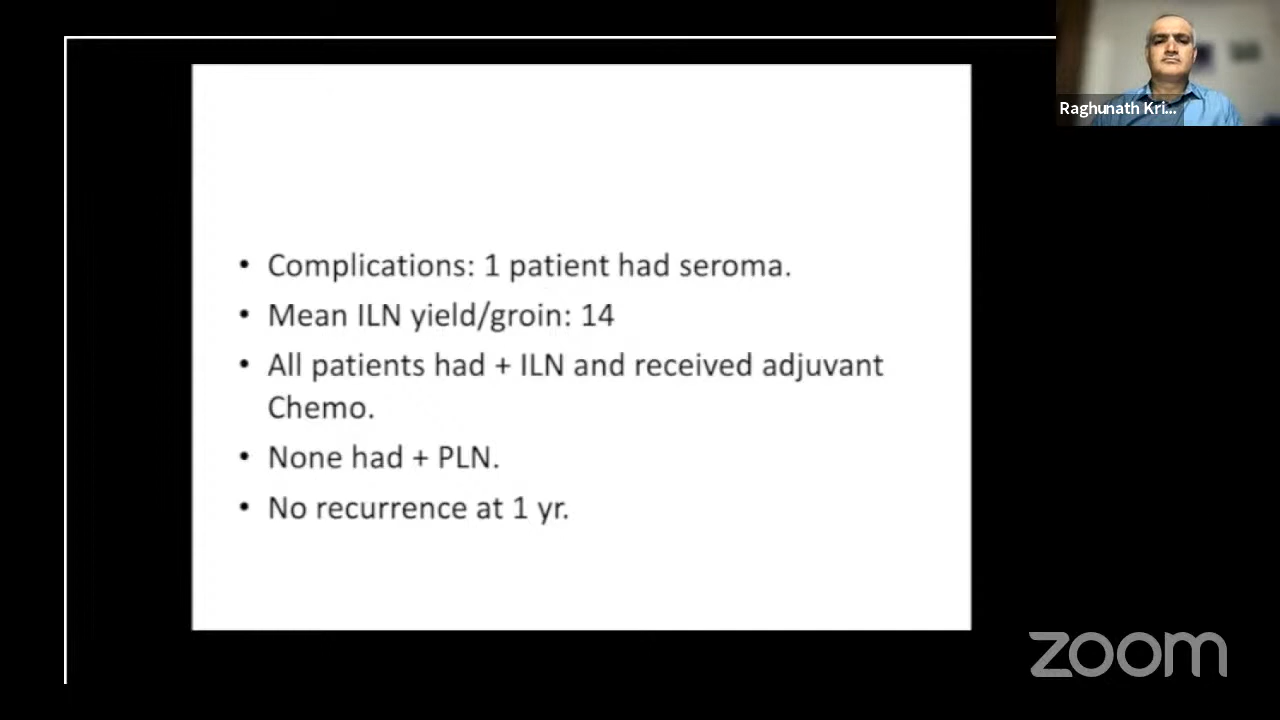 Raghunath Kri...
• Complications: 1 patient had seroma.
• Mean ILN yield/groin: 14
• All patients had + ILN and received adjuvant
Chemo.
• None had + PLN.
• No recurrence at 1 yr.
zoom